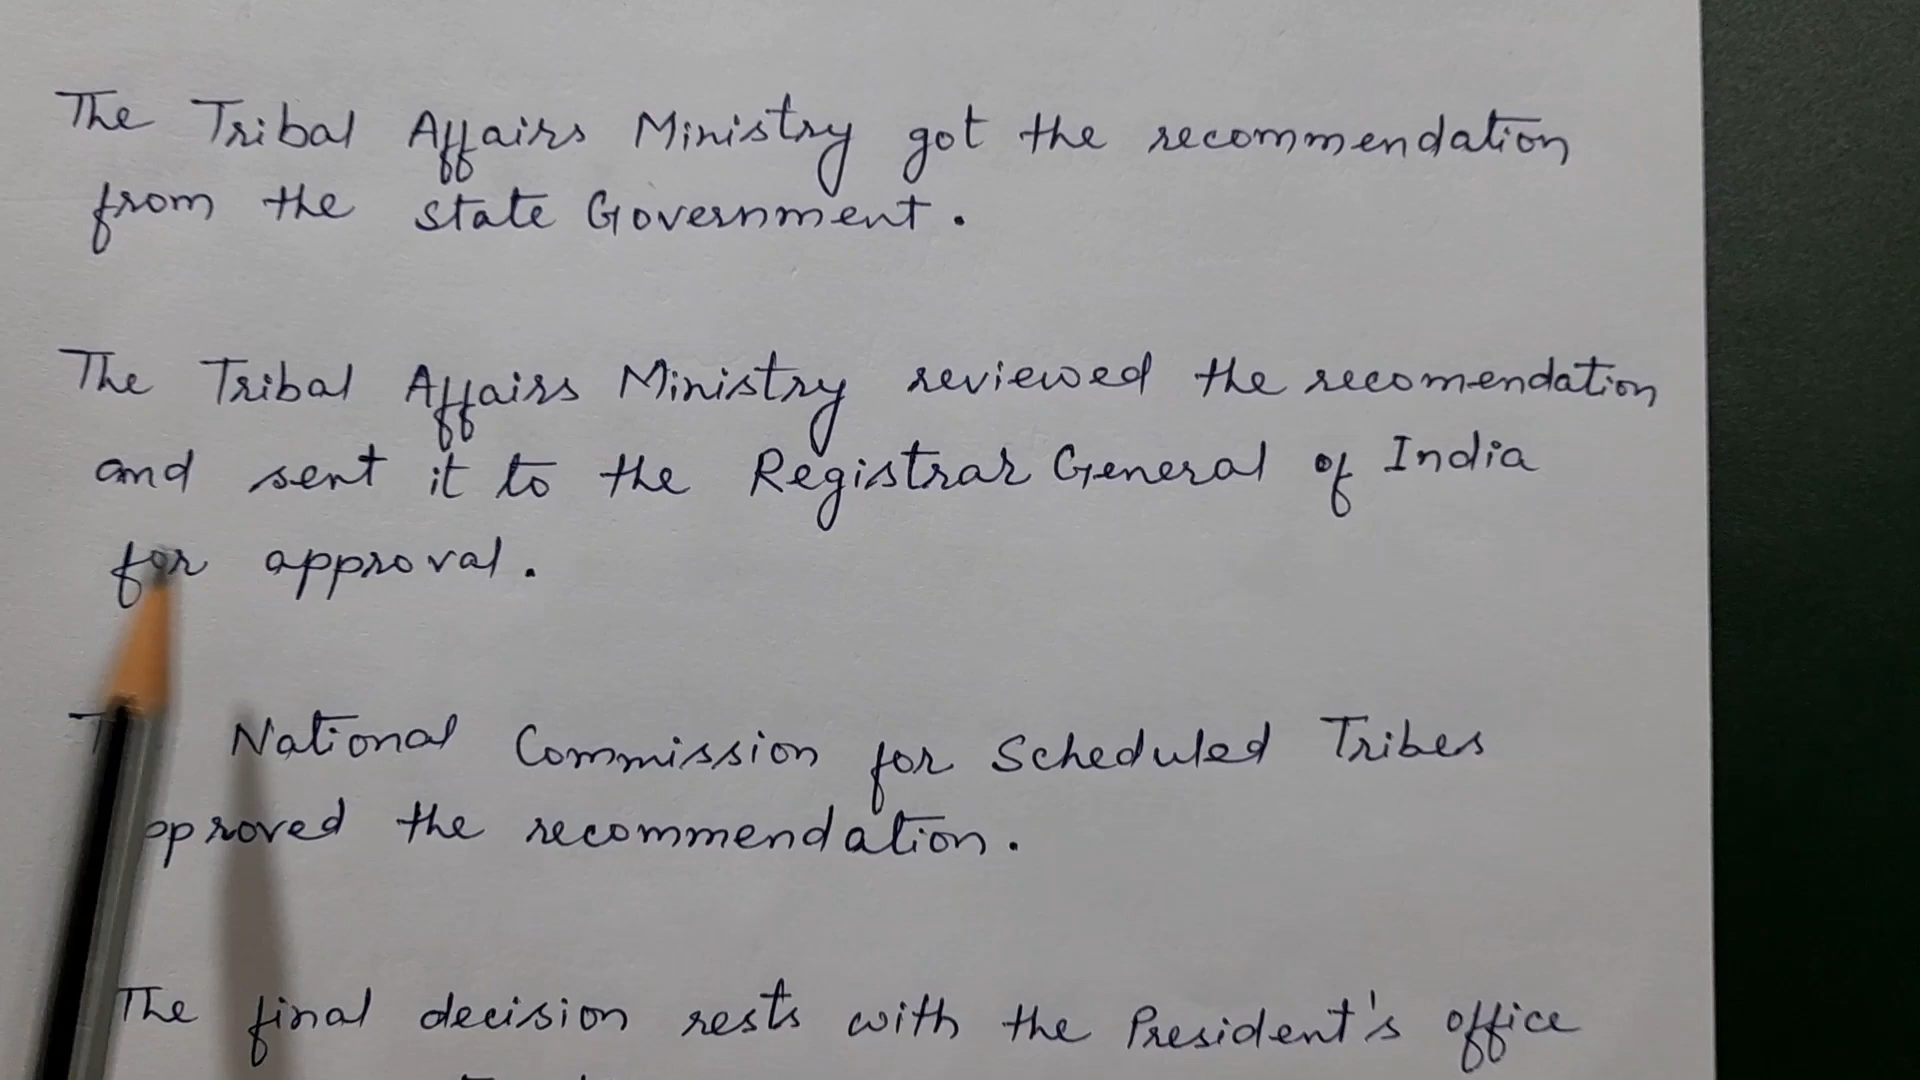 The Tribal Affairs Ministry got the recommendation
from the state Government.
The Tribal Affairs Ministry reviewed the recomendation
and sent it to the Registrar General of India
for approval.
National Commission for Scheduled Tribes
pproved the recommendation.
The final decision rests with the President's office